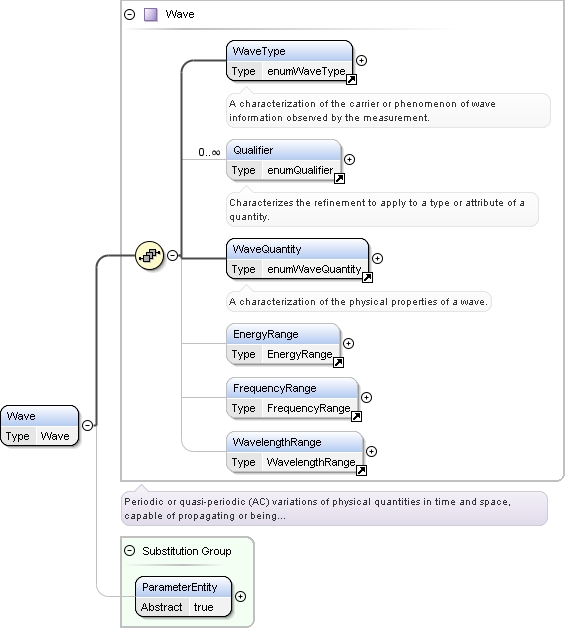 Wave
WaveType
Type enumWaveType
A characterization of the carrier or phenomenon of wave
information observed by the measurement.
0..∞
Qualifier
Type enumQualifier
Characterizes the refinement to apply to a type or attribute of a
quantity.
WaveQuantity
Type enumWaveQuantity
A characterization of the physical properties of a wave.
EnergyRange
Type EnergyRange
FrequencyRange
Type FrequencyRange
WavelengthRange
Type WavelengthRange
Wave
Type Wave
Periodic or quasi-periodic (AC) variations of physical quantities in time and space,
capable of propagating or being...
Substitution Group
ParameterEntity
Abstract true